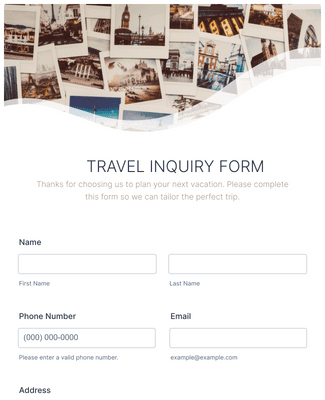 TRAVEL INQUIRY FORM
Thanks for choosing us to plan your next vacation. Please complete
this form so we can tailor the perfect trip.
Name
First Name
Last Name
Phone Number
Email
(000) 000-0000
Please enter a valid phone number.
example@example.com
Address